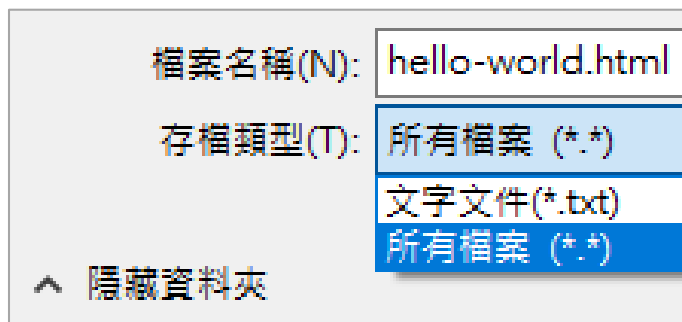 檔案名稱(N): hello-world.html
存檔類型(T): 所有檔案 (*.*)
文字文件(*.txt)
所有檔案 (*.*)
隱藏資料夾